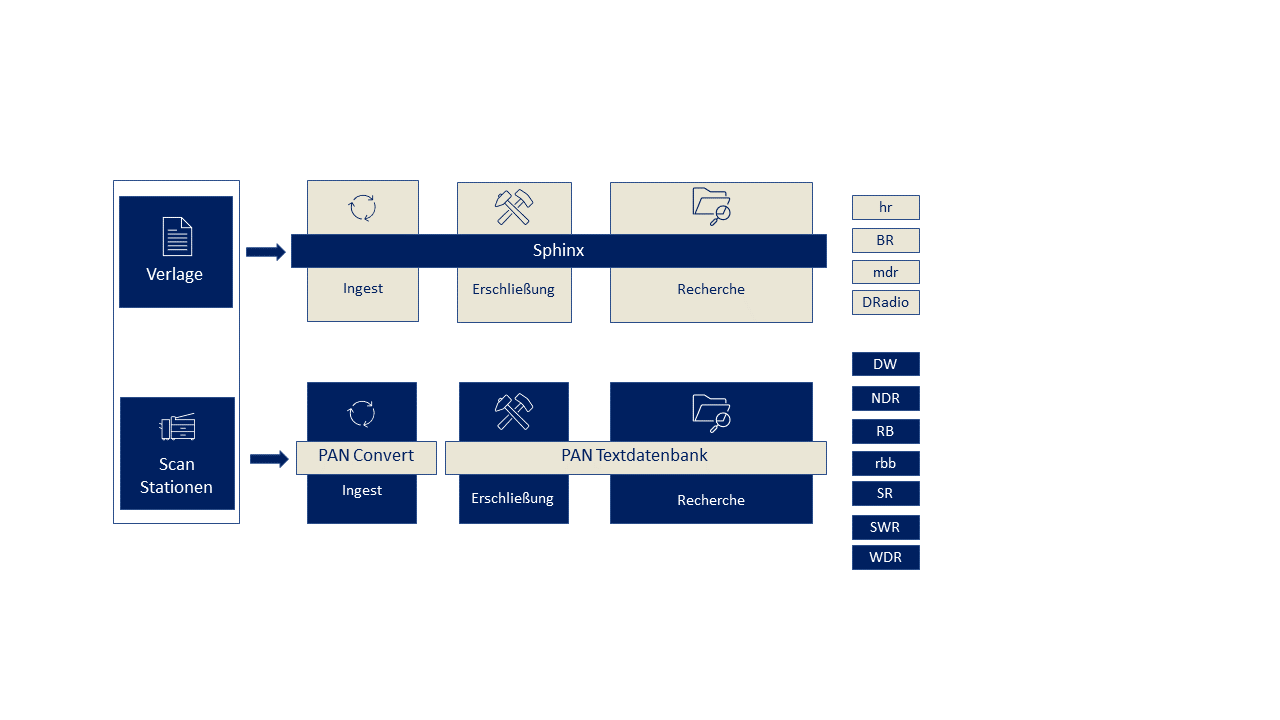 Verlage
Sphinx
Ingest
Erschließung
Recherche
hr
BR
mdr
DRadio
Scan
Stationen
PAN Convert
PAN Textdatenbank
Ingest
Erschließung
Recherche
DW
NDR
RB
rbb
SR
SWR
WDR